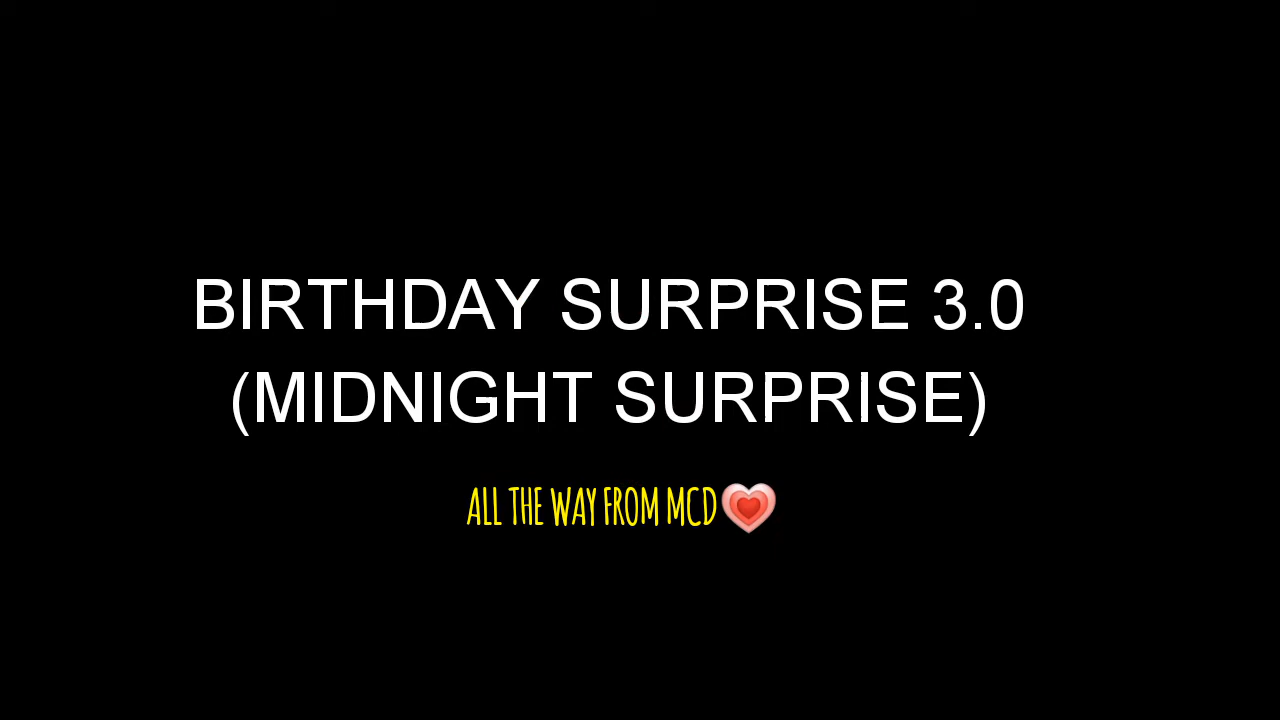 BIRTHDAY SURPRISE 3.0
(MIDNIGHT SURPRISE)
ALL THE WAY FROM MCD💗